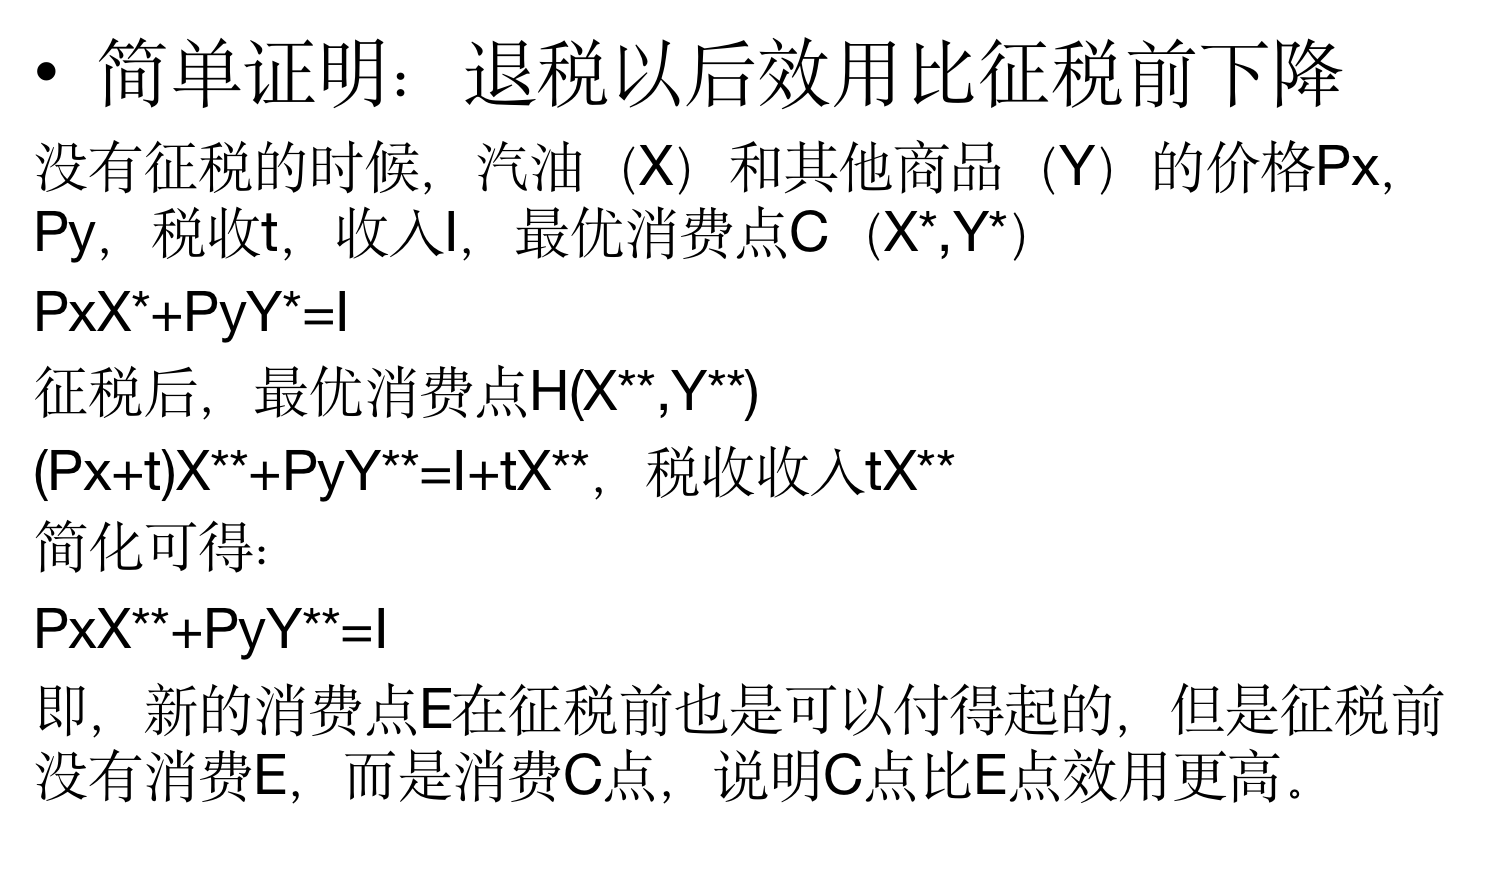 • 简单证明：退税以后效用比征税前下降
没有征税的时候，汽油（X）和其他商品（Y）的价格Px，
Py，税收t，收入I，最优消费点C（X*,Y*）
PxX*+PyY*=I
征税后，最优消费点H(X**,Y**)
(Px+t)X**+PyY**=I+tX**，税收收入tX**
简化可得：
PxX**+PyY**=I
即，新的消费点E在征税前也是可以付得起的，但是征税前
没有消费E，而是消费C点，说明C点比E点效用更高。